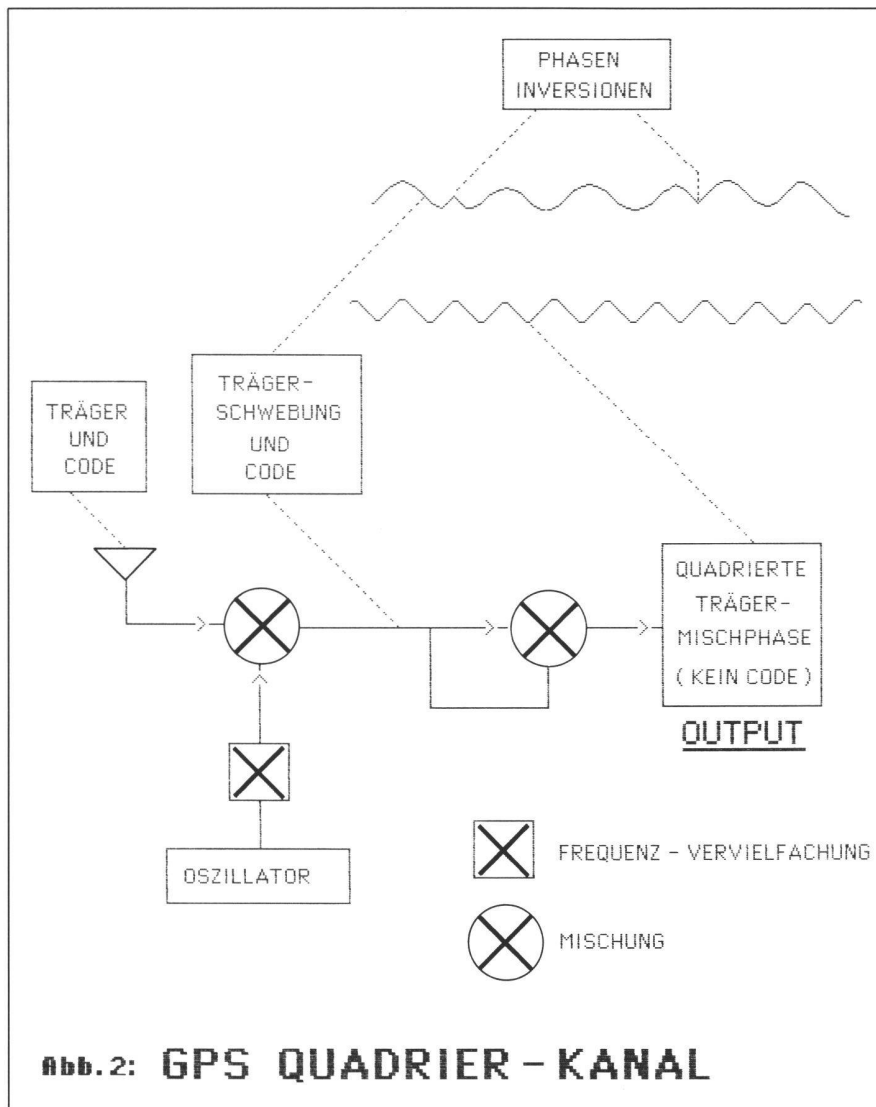 PHASEN
INVERSIONEN
TRÄGER
UND
CODE
TRÄGER-
SCHWEBUNG
UND
CODE
QUADRIERTE
TRÄGER-
MISCHPHASE
( KEIN CODE )
OUTPUT
OSZILLATOR
FREQUENZ - VERVIELFACHUNG
MISCHUNG
Abb.2: GPS QUADRIER - KANAL